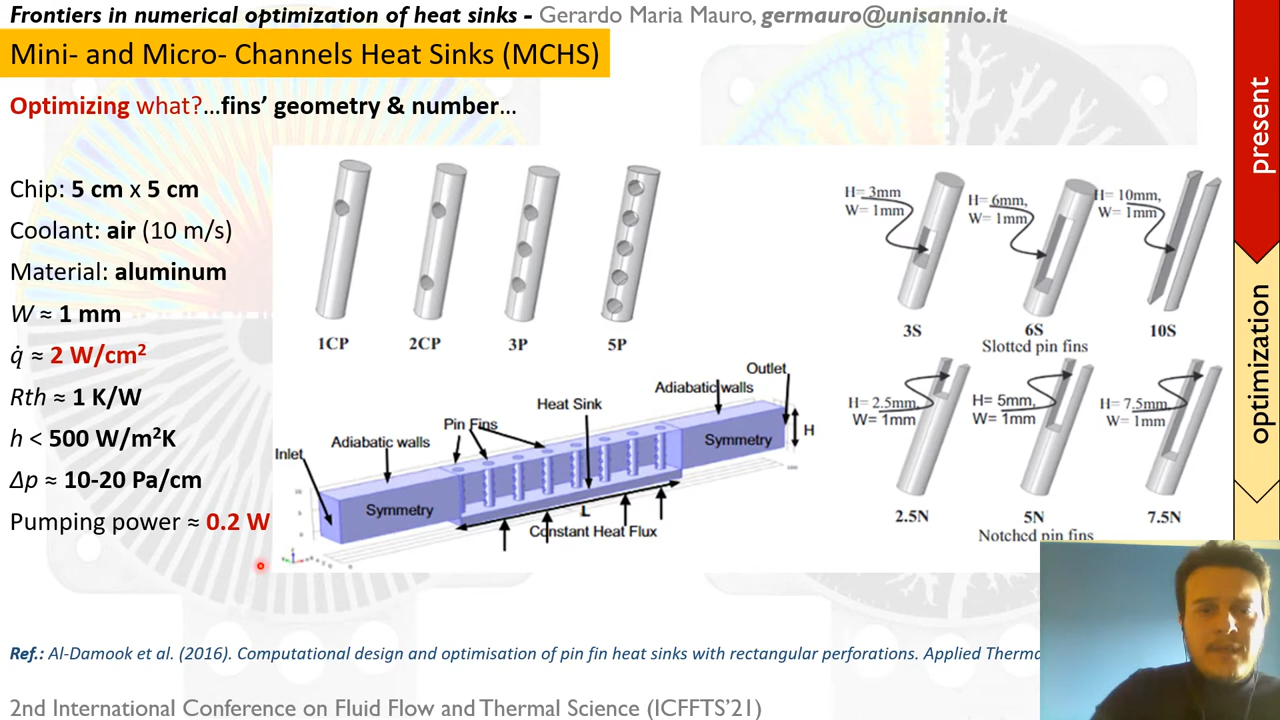 Frontiers in numerical optimization of heat sinks - Gerardo Maria Mauro, germauro@unisannio.it
Mini- and Micro- Channels Heat Sinks (MCHS)
Optimizing what?...fins' geometry & number...
Chip: 5 cm x 5 cm
Coolant: air (10 m/s)
Material: aluminum
W ≈ 1 mm
q̇ ≈ 2 W/cm²
Rth ≈ 1 K/W
h < 500 W/m²K
Δp ≈ 10-20 Pa/cm
Pumping power ≈ 0.2 W
1CP
2CP
3P
5P
H= 3mm
W= 1mm
H= 6mm,
W= 1mm
H= 10mm,
W= 1mm
3S
6S
10S
Slotted pin fins
H= 2.5mm
W= 1mm
H= 5mm,
W= 1mm
H= 7.5mm
W= 1mm
2.5N
5N
7.5N
Notched pin fins
Inlet
Adiabatic walls
Pin Fins
Heat Sink
Adiabatic walls
Outlet
H
Symmetry
Symmetry
L
Constant Heat Flux
present
optimization
Ref.: Al-Damook et al. (2016). Computational design and optimisation of pin fin heat sinks with rectangular perforations. Applied
2nd International Conference on Fluid Flow and Thermal Science (ICFFTS'21)